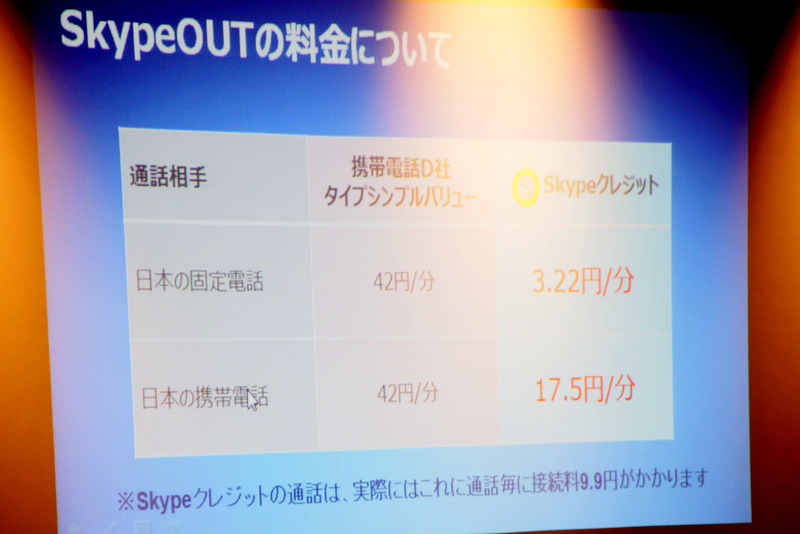 SkypeOUTの料金について
通話相手
携帯電話D社
タイプシンプルバリュー
Skypeクレジット
日本の固定電話
42円/分
3.22円/分
日本の携帯電話
42円/分
17.5円/分
※Skypeクレジットの通話は、実際にはこれに通話毎に接続料9.9円がかかります